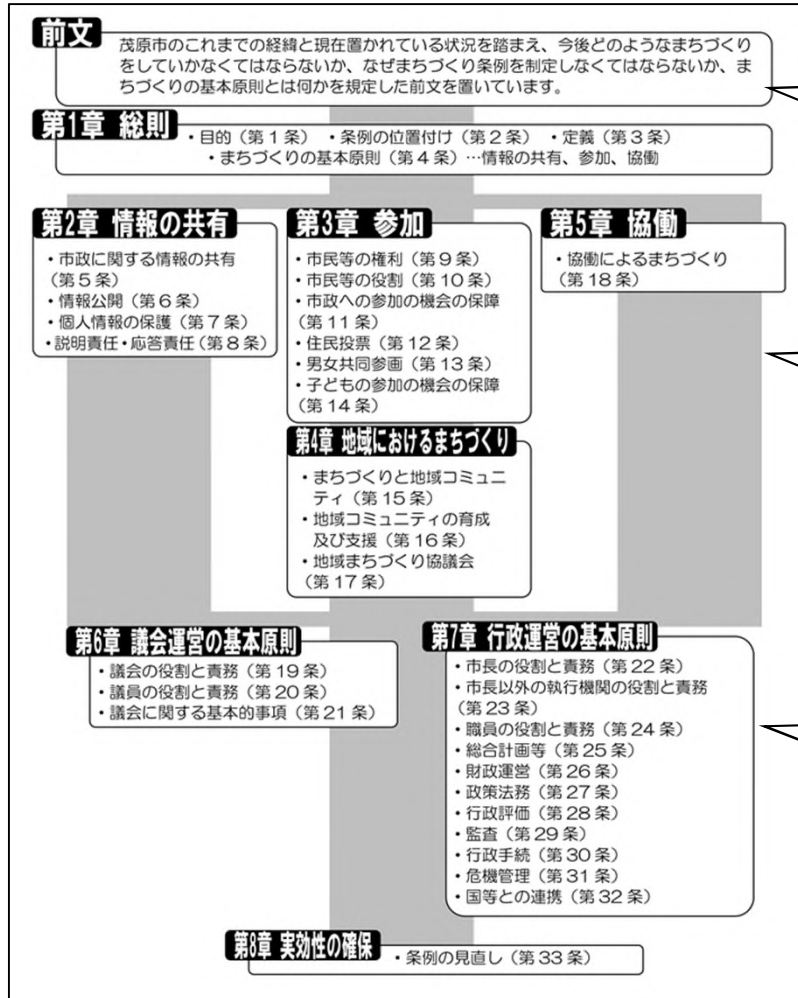 前文
茂原市のこれまでの経緯と現在置かれている状況を踏まえ、今後どのようなまちづくり
をしていかなくてはならないか、なぜまちづくり条例を制定しなくてはならないか、ま
ちづくりの基本原則とは何かを規定した前文を置いています。
第1章 総則
・目的（第1条） ・条例の位置付け（第2条） ・定義（第3条）
・まちづくりの基本原則（第4条）…情報の共有、参加、協働
第2章 情報の共有
・市政に関する情報の共有
（第5条）
・情報公開（第6条）
・個人情報の保護（第7条）
・説明責任・応答責任（第8条）
第3章 参加
・市民等の権利（第9条）
・市民等の役割（第10条）
・市政への参加の機会の保障
（第11条）
・住民投票（第12条）
・男女共同参画（第13条）
・子どもの参加の機会の保障
（第14条）
第5章 協働
・協働によるまちづくり
（第18条）
第4章 地域におけるまちづくり
・まちづくりと地域コミュニ
ティ（第15条）
・地域コミュニティの育成
及び支援（第16条）
・地域まちづくり協議会
（第17条）
第6章 議会運営の基本原則
・議会の役割と責務（第19条）
・議員の役割と責務（第20条）
・議会に関する基本的事項（第21条）
第7章 行政運営の基本原則
・市長の役割と責務（第22条）
・市長以外の執行機関の役割と責務
（第23条）
・職員の役割と責務（第24条）
・総合計画等（第25条）
・財政運営（第26条）
・政策法務（第27条）
・行政評価（第28条）
・監査（第29条）
・行政手続（第30条）
・危機管理（第31条）
・国等との連携（第32条）
第8章 実効性の確保
・条例の見直し（第33条）